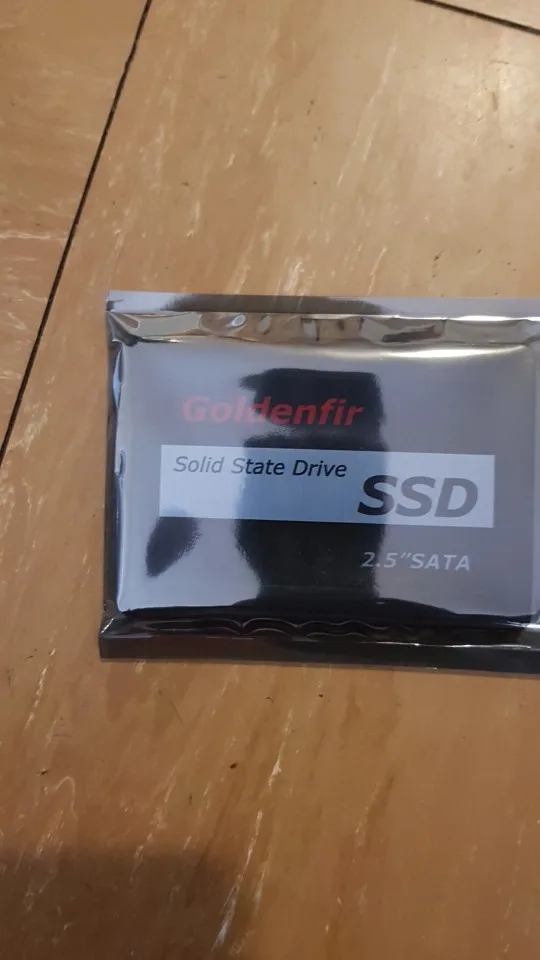 Goldenfir
Solid State Drive
SSD
2.5"SATA